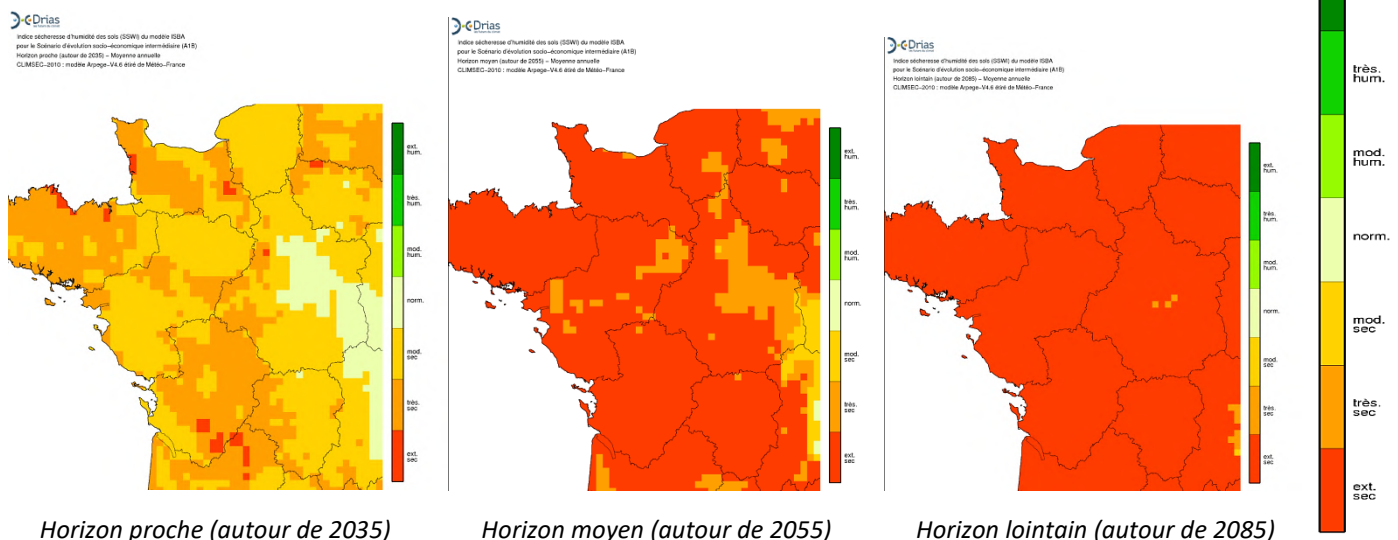 Drias
Indice sécheresse d'humidité des sols (SSWI) du modèle ISBA
pour le Scénario d'évolution socio-économique intermédiaire (A1B)
Horizon proche (autour de 2035) – Moyenne annuelle
CLIMSEC-2010 : modèle Arpege-V4.6 étiré de Météo-France
ext.
hum.
très.
hum.
mod.
hum.
norm.
mod.
sec
très.
sec
ext.
sec
Horizon proche (autour de 2035)
Drias
Indice sécheresse d'humidité des sols (SSWI) du modèle ISBA
pour le Scénario d'évolution socio-économique intermédiaire (A1B)
Horizon moyen (autour de 2055) – Moyenne annuelle
CLIMSEC-2010 : modèle Arpege-V4.6 étiré de Météo-France
ext.
hum.
très.
hum.
mod.
hum.
norm.
mod.
sec
très.
sec
ext.
sec
Horizon moyen (autour de 2055)
Drias
Indice sécheresse d'humidité des sols (SSWI) du modèle ISBA
pour le Scénario d'évolution socio-économique intermédiaire (A1B)
Horizon lointain (autour de 2085) – Moyenne annuelle
CLIMSEC-2010 : modèle Arpege-V4.6 étiré de Météo-France
ext.
hum.
très.
hum.
mod.
hum.
norm.
mod.
sec
très.
sec
ext.
sec
Horizon lointain (autour de 2085)
très.
hum.
mod.
hum.
norm.
mod.
sec
très.
sec
ext.
sec